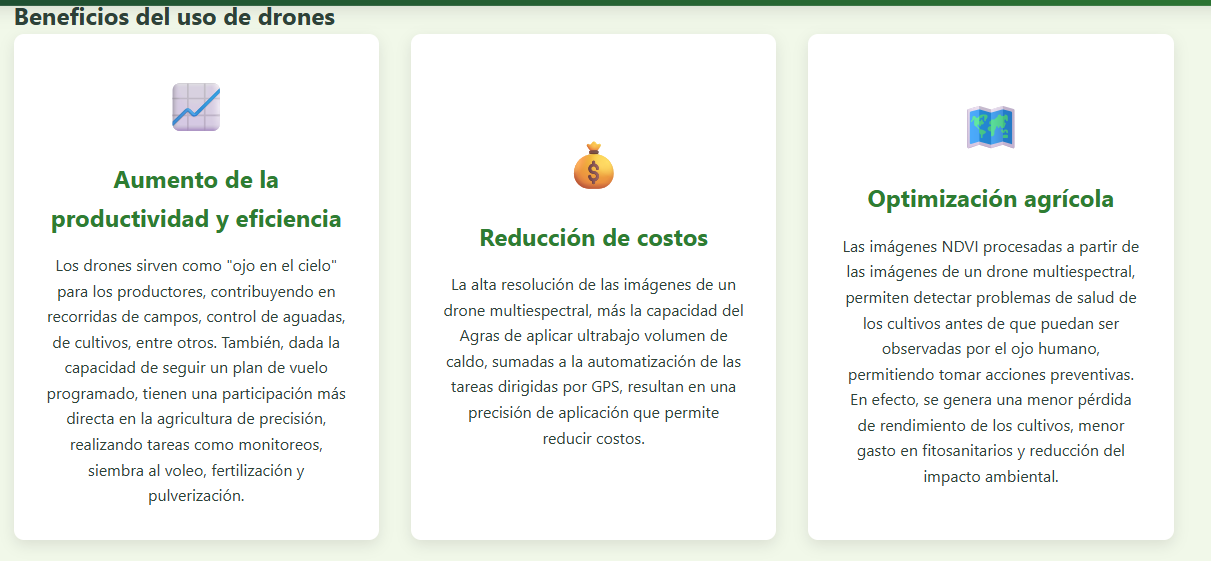 Beneficios del uso de drones
Aumento de la
productividad y eficiencia
Los drones sirven como "ojo en el cielo"
para los productores, contribuyendo en
recorridas de campos, control de aguadas,
de cultivos, entre otros. También, dada la
capacidad de seguir un plan de vuelo
programado, tienen una participación más
directa en la agricultura de precisión,
realizando tareas como monitoreos,
siembra al voleo, fertilización y
pulverización.
$
Reducción de costos
La alta resolución de las imágenes de un
drone multiespectral, más la capacidad del
Agras de aplicar ultrabajo volumen de
caldo, sumadas a la automatización de las
tareas dirigidas por GPS, resultan en una
precisión de aplicación que permite
reducir costos.
Optimización agrícola
Las imágenes NDVI procesadas a partir de
las imágenes de un drone multiespectral,
permiten detectar problemas de salud de
los cultivos antes de que puedan ser
observadas por el ojo humano,
permitiendo tomar acciones preventivas.
En efecto, se genera una menor pérdida
de rendimiento de los cultivos, menor
gasto en fitosanitarios y reducción del
impacto ambiental.